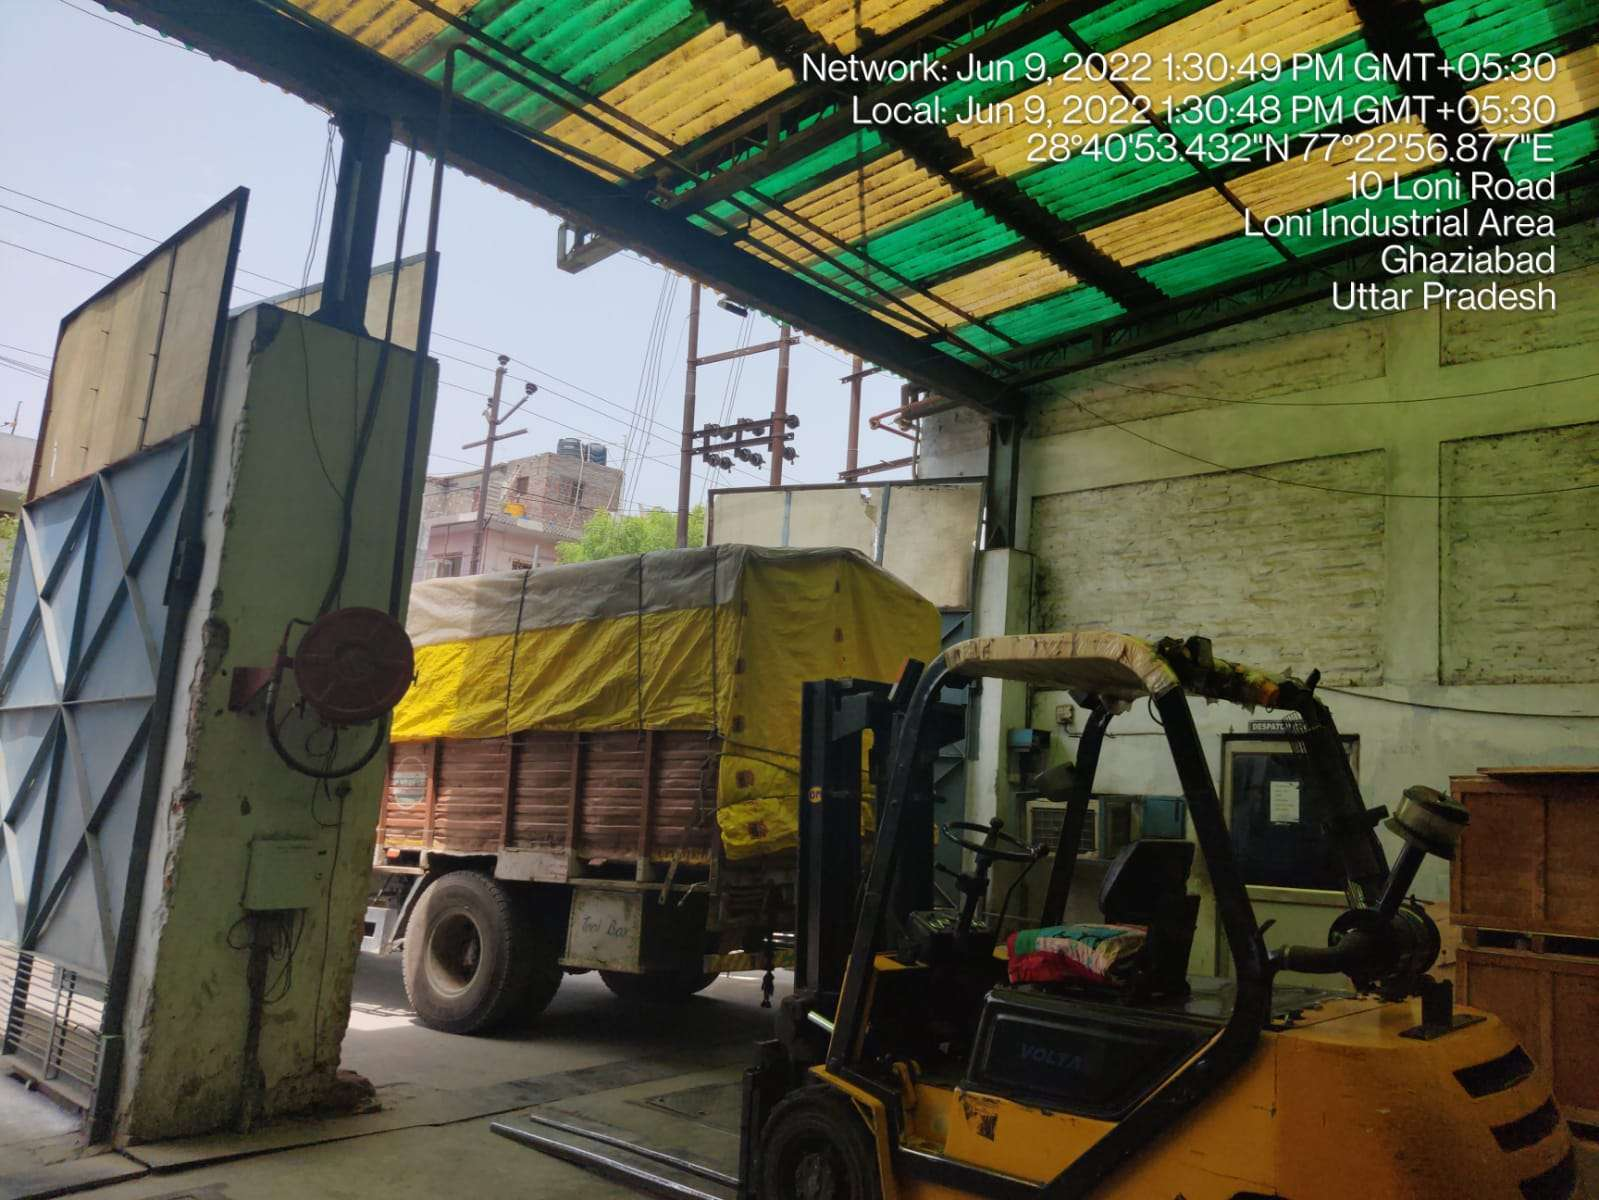 Network: Jun 9, 2022 1:30:49 PM GMT+05:30
Local: Jun 9, 2022 1:30:48 PM GMT+05:30
28°40'53.432"N 77°22'56.877"E
10 Loni Road
Loni Industrial Area
Ghaziabad
Uttar Pradesh
Tool Box
VOLTA